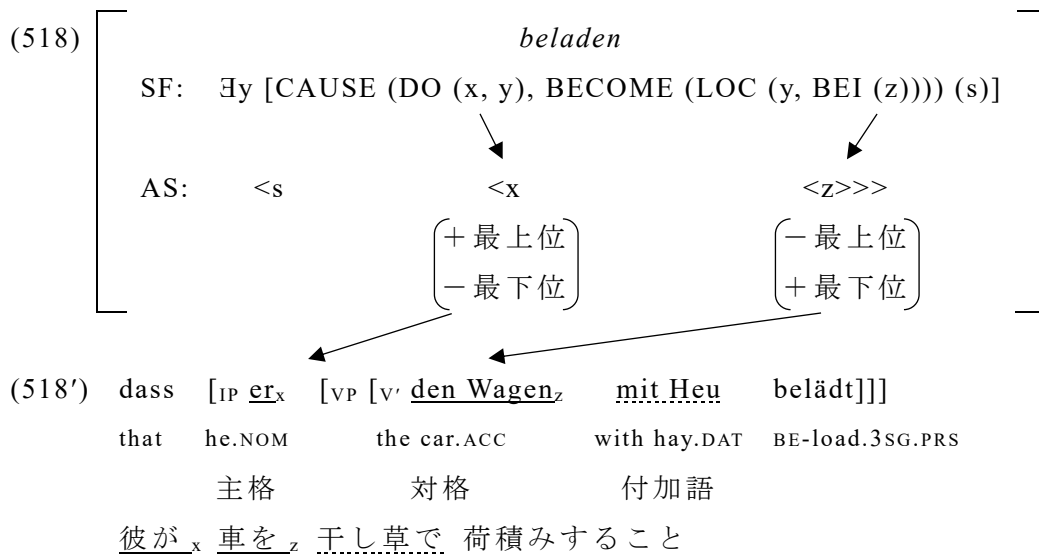 (518) beladen
SF: ∃y [CAUSE (DO (x, y), BECOME (LOC (y, BEI (z)))) (s)]
AS: <s <x <z>>>
+最上位 −最上位
−最下位 +最下位
(518′) dass [IP erx [VP [V′ den Wagenz mit Heu belädt]]]
that he.NOM the car.ACC with hay.DAT BE-load.3SG.PRS
主格 対格 付加語
彼が x 車を z 干し草で 荷積みすること